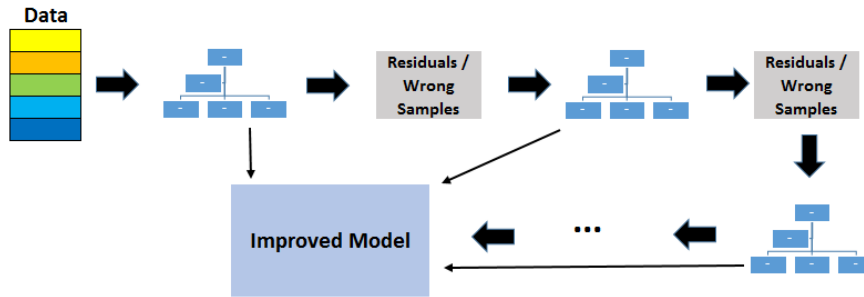 Data
-
-
- - -
Residuals /
Wrong
Samples
-
-
- - -
Residuals /
Wrong
Samples
Improved Model
...
-
-
- - -